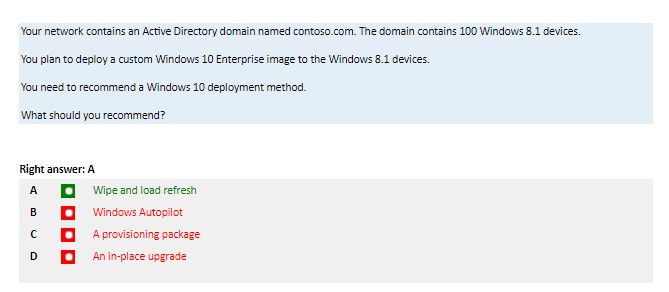 Your network contains an Active Directory domain named contoso.com. The domain contains 100 Windows 8.1 devices.
You plan to deploy a custom Windows 10 Enterprise image to the Windows 8.1 devices.
You need to recommend a Windows 10 deployment method.
What should you recommend?
Right answer: A
A Wipe and load refresh
B Windows Autopilot
C A provisioning package
D An in-place upgrade